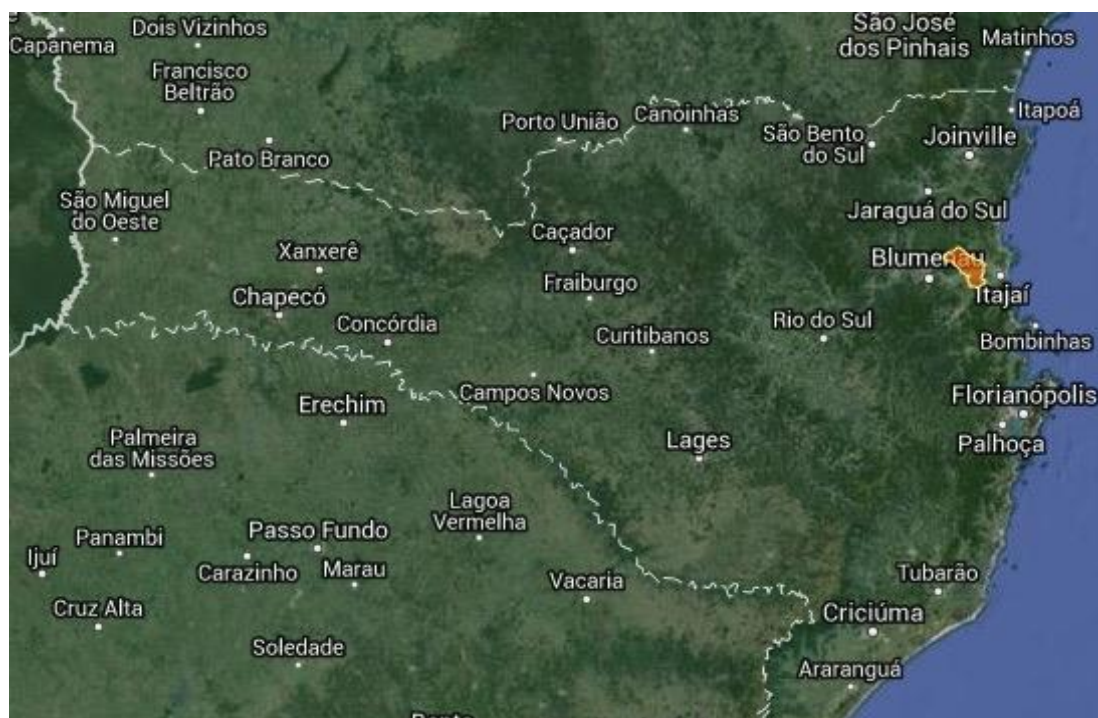 Capanema
Dois Vizinhos
São José
dos Pinhais
Matinhos
Francisco
Beltrão
Itapoá
Porto União
Canoinhas
São Bento
do Sul
Joinville
Pato Branco
São Miguel
do Oeste
Jaraguá do Sul
Caçador
Xanxerê
Blumenau
Fraiburgo
Itajaí
Chapecó
Concórdia
Rio do Sul
Curitibanos
Bombinhas
Campos Novos
Florianópolis
Erechim
Palmeira
das Missões
Lages
Palhoça
Lagoa
Vermelha
Passo Fundo
Panambi
Ijuí
Carazinho
Marau
Vacaria
Tubarão
Cruz Alta
Criciúma
Soledade
Araranguá